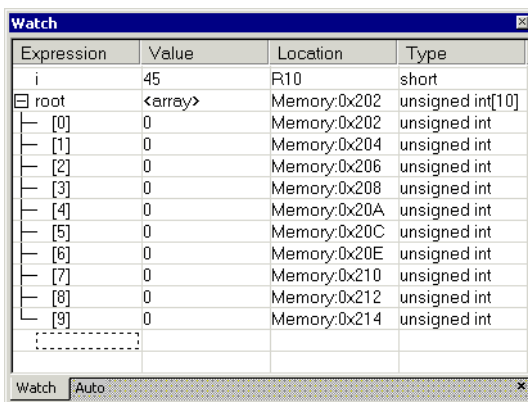 Watch
Expression Value Location Type
i 45 R10 short
root <array> Memory:0x202 unsigned int[10]
[0] 0 Memory:0x202 unsigned int
[1] 0 Memory:0x204 unsigned int
[2] 0 Memory:0x206 unsigned int
[3] 0 Memory:0x208 unsigned int
[4] 0 Memory:0x20A unsigned int
[5] 0 Memory:0x20C unsigned int
[6] 0 Memory:0x20E unsigned int
[7] 0 Memory:0x210 unsigned int
[8] 0 Memory:0x212 unsigned int
[9] 0 Memory:0x214 unsigned int
Watch Auto